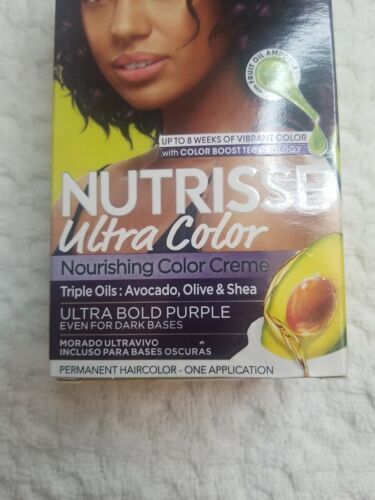 FRUIT OIL AMPOULE
UP TO 8 WEEKS OF VIBRANT COLOR
with COLOR BOOST TECHNOLOGY
NUTRISSE
Ultra Color
Nourishing Color Creme
Triple Oils : Avocado, Olive & Shea
ULTRA BOLD PURPLE
EVEN FOR DARK BASES
MORADO ULTRAVIVO
INCLUSO PARA BASES OSCURAS
PERMANENT HAIRCOLOR - ONE APPLICATION